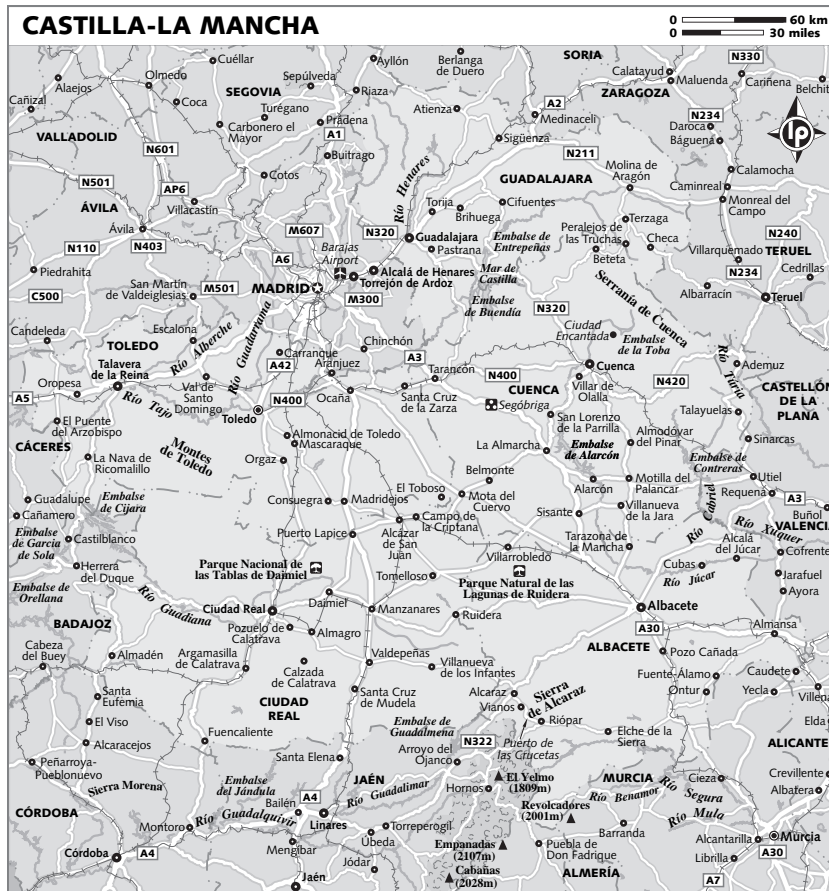 CASTILLA-LA MANCHA
0 60 km
0 30 miles
Cuéllar
Ayllón
Berlanga
de Duero
SORIA
Calatayud
N330
Alaejos
Olmedo
Sepúlveda
Maluenda
Cariñena
SEGOVIA
Riaza
ZARAGOZA
Belchit
Cañizal
Coca
Turégano
Atienza
A2
Medinaceli
N234
Prádena
Daroca
lp
VALLADOLID
Carbonero el
Mayor
A1
Báguena
N601
Buitrago
Sigüenza
N211
Río Henares
Molina de
Aragón
Calamocha
N501
Cotos
GUADALAJARA
AP6
Caminreal
ÁVILA
Villacastín
Torija
Cifuentes
Monreal del
Campo
Brihuega
Terzaga
Ávila
M607
N320
Guadalajara
Embalse de
Entrepeñas
Peralejos de
las Truchas
N240
N110
N403
Barajas
Airport
Pastrana
Checa
TERUEL
A6
Beteta
Villarquemado
Piedrahita
Alcalá de Henares
Mar de
Castilla
Cedrillas
San Martín
de Valdeiglesias
M501
MADRID
Torrejón de Ardoz
Serranía de Cuenca
N234
C500
M300
Embalse
de Buendía
Albarracín
Teruel
N320
Candeleda
TOLEDO
Escalona
Río Alberche
Río Guadarrama
Chinchón
Ciudad
Encantada
Embalse
de la Toba
Talavera
de la Reina
Carranque
A3
Río Turia
Ademuz
A42
Aranjuez
Tarancón
N400
Cuenca
Oropesa
A5
Río Tajo
Val de
Santo
Domingo
Ocaña
Santa Cruz
de la Zarza
CUENCA
Villar de
Olalla
N420
CASTELLÓN
DE LA
PLANA
N400
Segóbriga
Toledo
Talayuelas
El Puente
del Arzobispo
San Lorenzo
de la Parrilla
CÁCERES
Montes
de Toledo
Almonacid de Toledo
Mascaraque
Almodóvar
del Pinar
Sinarcas
La Almarcha
Embalse
de Alarcón
La Nava de
Ricomalillo
Orgaz
Embalse de
Contreras
Belmonte
Utiel
El Toboso
Alarcón
Motilla del
Palancar
Guadalupe
Embalse
de Cijara
Consuegra
Madridejos
Mota del
Cuervo
Requena
A3
Río Cabriel
Cañamero
Campo de
la Criptana
Sisante
Villanueva
de la Jara
Buñol
Embalse
de García
de Sola
Castilblanco
Puerto Lapice
Alcázar
de San
Juan
Río Xúquer
VALENCIA
Tarazona de
la Mancha
Alcalá
del Júcar
Cofrente
Villarrobledo
Parque Nacional de
las Tablas de Daimiel
Herrera
del Duque
Tomelloso
Parque Natural de las
Lagunas de Ruidera
Cubas
Río Júcar
Jarafuel
Embalse de
Orellana
Río Guadiana
Ayora
Daimiel
Ciudad Real
Manzanares
Albacete
Ruidera
BADAJOZ
Pozuelo de
Calatrava
A30
Almansa
Almagro
Cabeza
del Buey
Almadén
Argamasilla
de Calatrava
ALBACETE
Pozo Cañada
Valdepeñas
Villanueva
de los Infantes
Calzada
de Calatrava
Fuente-Álamo
Caudete
Santa
Eufemia
Santa Cruz
de Mudela
Alcaraz
Sierra
de Alcaraz
Ontur
Yecla
Villena
CIUDAD
REAL
Vianos
El Viso
Embalse de
Guadalmena
Riópar
Elda
Fuencaliente
Elche de la
Sierra
Alcaracejos
N322
Puerto de
las Crucetas
ALICANTE
Santa Elena
Arroyo del
Ojanco
Peñarroya-
Pueblonuevo
El Yelmo
(1809m)
Crevillente
Sierra Morena
Embalse
del Jándula
JAÉN
MURCIA
Cieza
Hornos
Albatera
Río Guadalimar
Revolcadores
(2001m)
Río Benamor
Río Segura
CÓRDOBA
Bailén
A4
Río Mula
Montoro
Río Guadalquivir
Linares
Torreperogil
Barranda
Úbeda
Alcantarilla
Murcia
Mengíbar
Empanadas
(2107m)
Puebla de
Don Fadrique
Córdoba
A4
Jódar
Librilla
A30
Cabañas
(2028m)
ALMERÍA
A7
Jaén